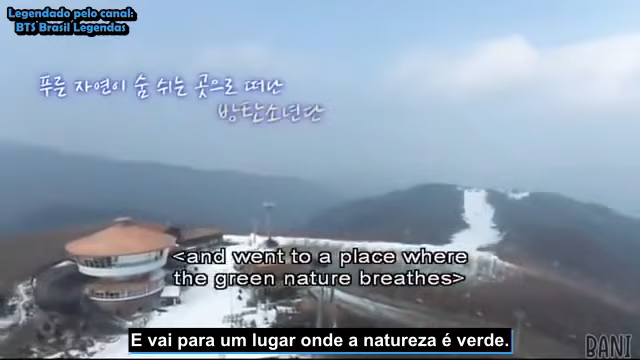 Legendado pelo canal:
BTS Brasil Legendas
푸른 자연이 숨 쉬는 곳으로 떠난
방탄소년단
<and went to a place where
the green nature breathes>
E vai para um lugar onde a natureza é verde.
BANI